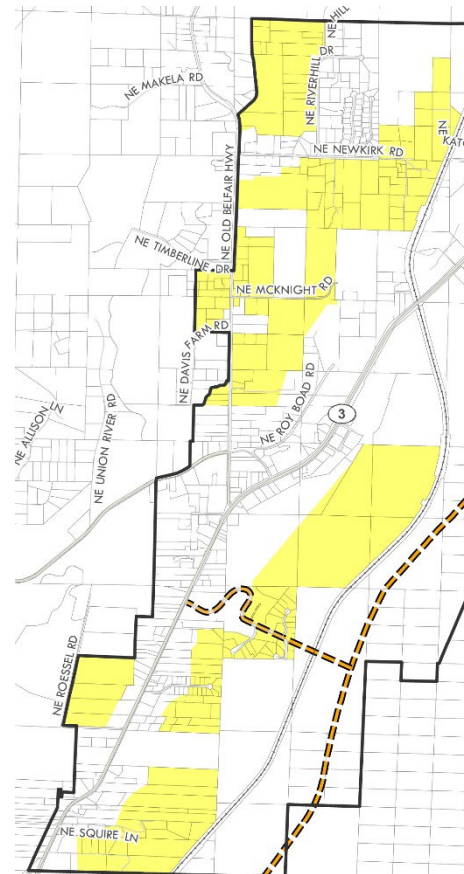 NE HILL
NE RIVERHILL DR
NE MAKELA RD
NE KATC
NE NEWKIRK RD
NE OLD BELFAIR HWY
NE TIMBERLINE DR
NE MCKNIGHT RD
NE DAVIS FARM RD
NE ROY BOAD RD
3
NE ALLISON LN
NE UNION RIVER RD
NE ROESSEL RD
NE SQUIRE LN